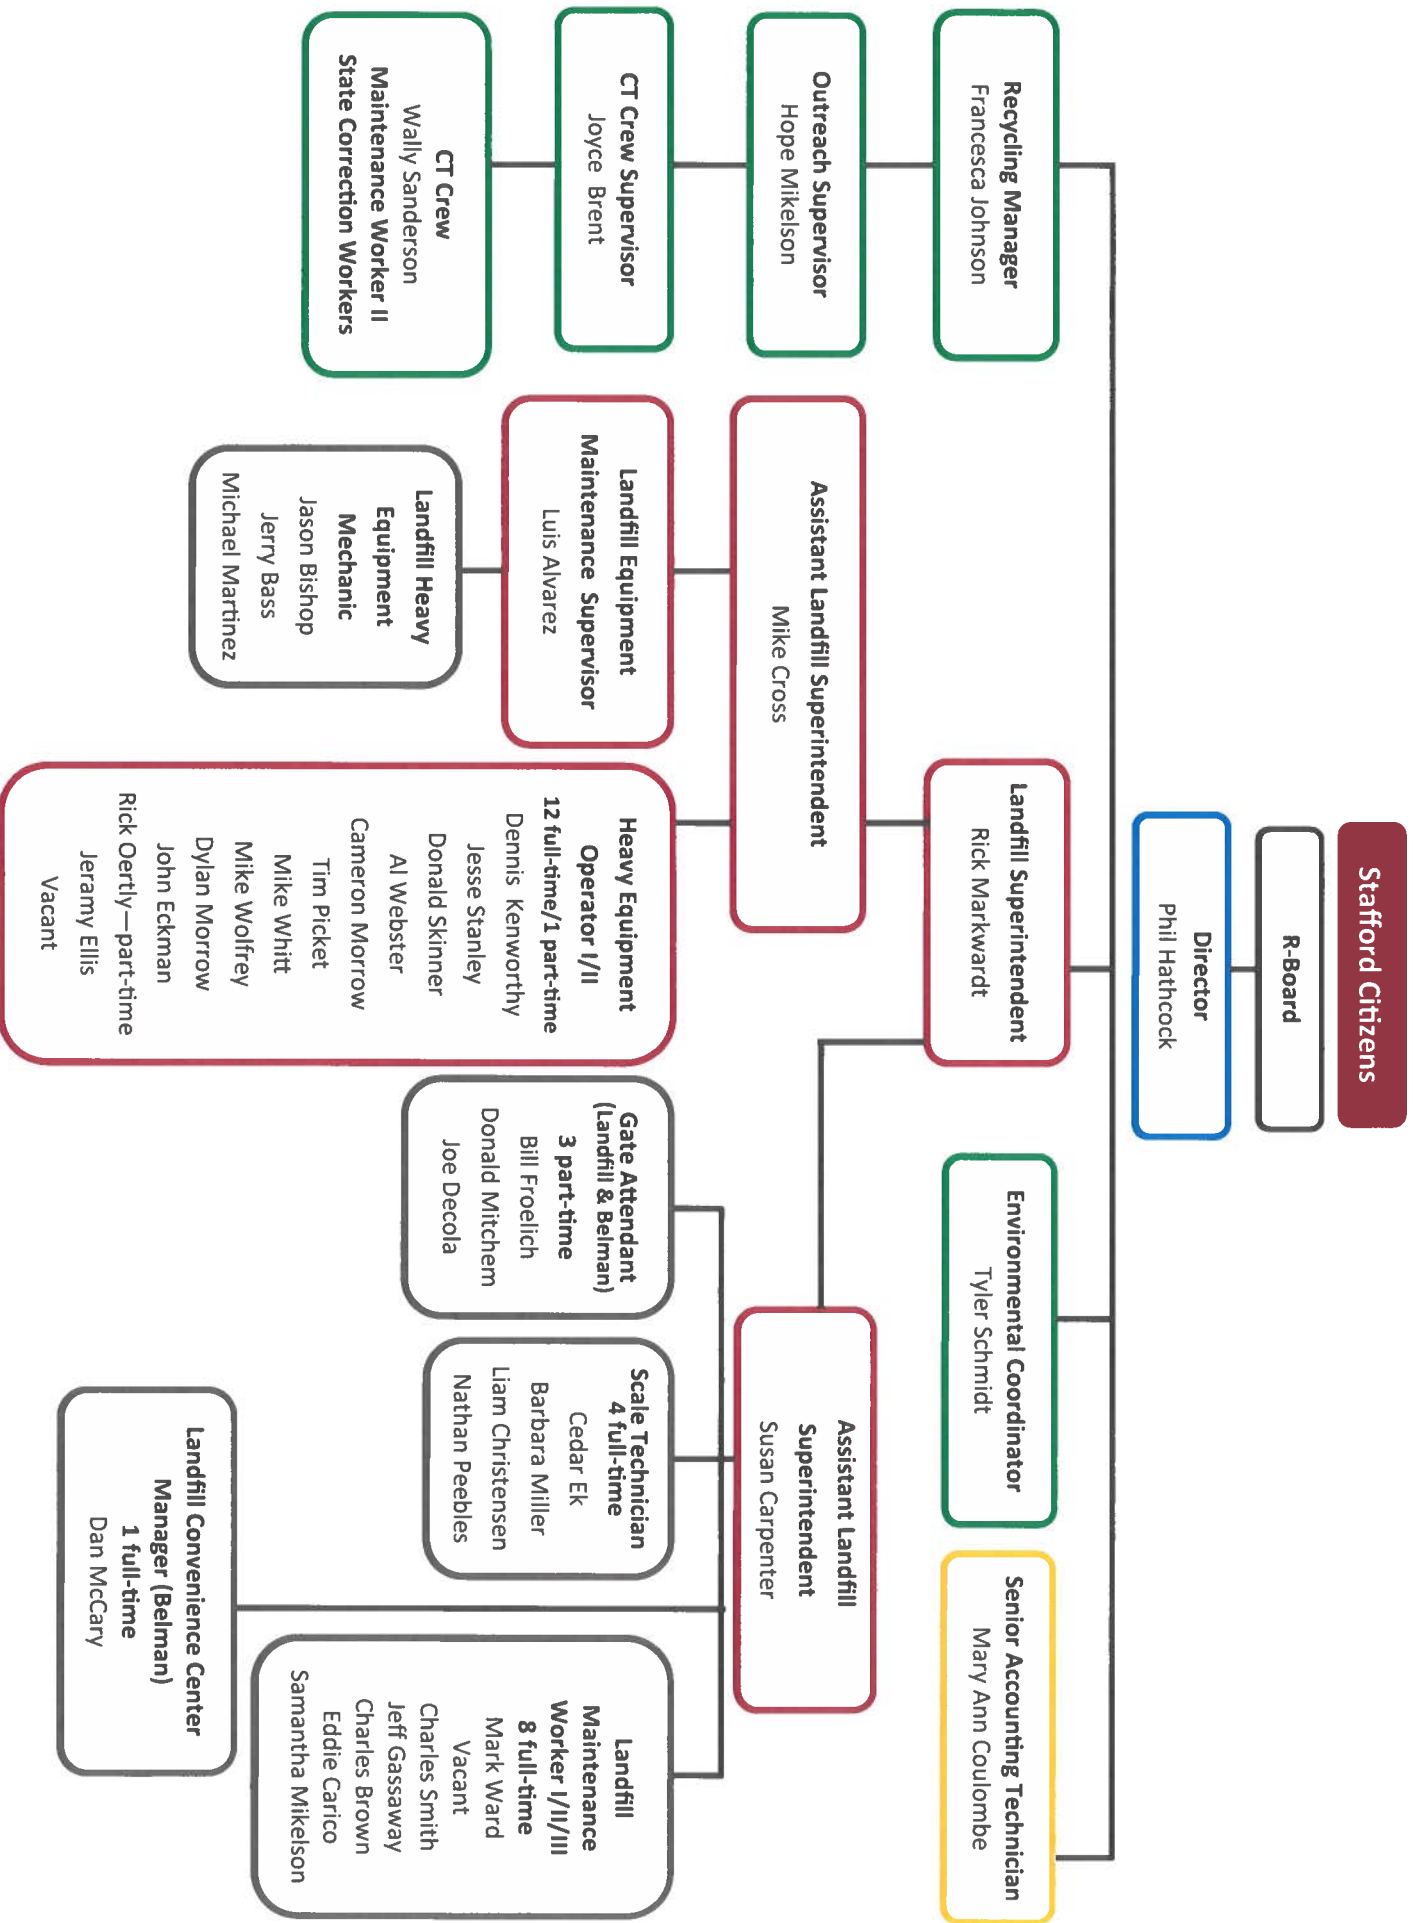 Stafford Citizens
R-Board
Director
Phil Hathcock
Recycling Manager
Francesca Johnson
Outreach Supervisor
Hope Mikelson
CT Crew Supervisor
Joyce Brent
CT Crew
Wally Sanderson
Maintenance Worker II
State Correction Workers
Landfill Superintendent
Rick Markwardt
Assistant Landfill Superintendent
Mike Cross
Landfill Equipment
Maintenance Supervisor
Luis Alvarez
Landfill Heavy
Equipment
Mechanic
Jason Bishop
Jerry Bass
Michael Martinez
Heavy Equipment
Operator I/II
12 full-time/1 part-time
Dennis Kenworthy
Jesse Stanley
Donald Skinner
Al Webster
Cameron Morrow
Tim Picket
Mike Whitt
Mike Wolfrey
Dylan Morrow
John Eckman
Rick Oertly—part-time
Jeramy Ellis
Vacant
Environmental Coordinator
Tyler Schmidt
Senior Accounting Technician
Mary Ann Coulombe
Assistant Landfill
Superintendent
Susan Carpenter
Gate Attendant
(Landfill & Belman)
3 part-time
Bill Froelich
Donald Mitchem
Joe Decola
Scale Technician
4 full-time
Cedar Ek
Barbara Miller
Liam Christensen
Nathan Peebles
Landfill Convenience Center
Manager (Belman)
1 full-time
Dan McCary
Landfill
Maintenance
Worker I/II/III
8 full-time
Mark Ward
Vacant
Charles Smith
Jeff Gassaway
Charles Brown
Eddie Carico
Samantha Mikelson